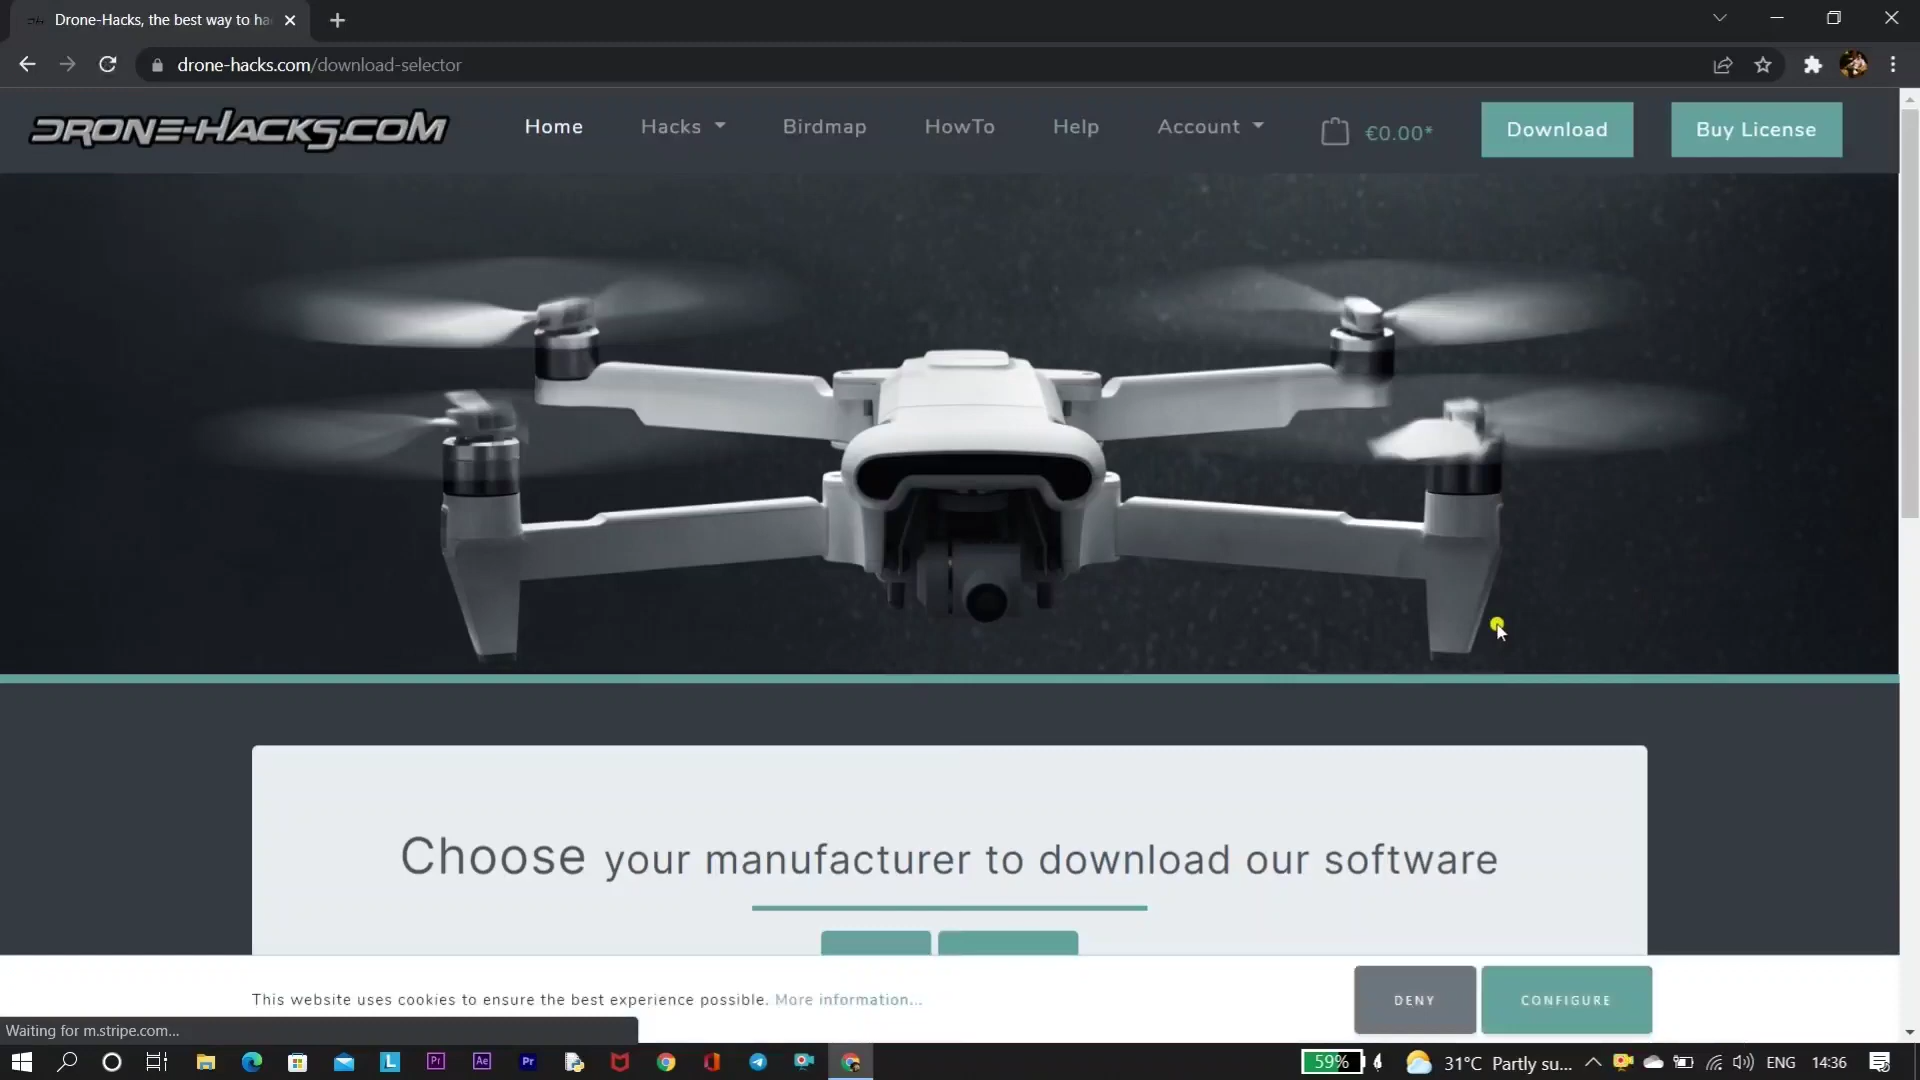 Drone-Hacks, the best way to ha
drone-hacks.com/download-selector
DRONE-HACKS.COM
Home
Hacks
Birdmap
HowTo
Help
Account
€0.00*
Download
Buy License
Choose your manufacturer to download our software
This website uses cookies to ensure the best experience possible. More information...
DENY
CONFIGURE
Waiting for m.stripe.com...
L
Pr
Ae
Pr
59%
31°C Partly su...
ENG
14:36